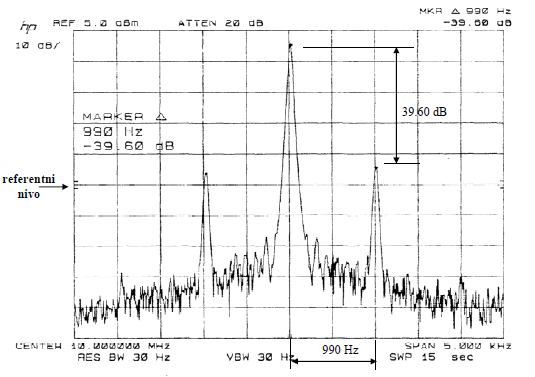 hp REF 5.0 dBm ATTEN 20 dB MKR Δ 990 Hz
-39.60 dB
10 dB/
39.60 dB
MARKER Δ
990 Hz
-39.60 dB
referentni
nivo
CENTER 10.000000 MHz SPAN 5.000 KHz
RES BW 30 Hz VBW 30 Hz 990 Hz SWP 15 sec